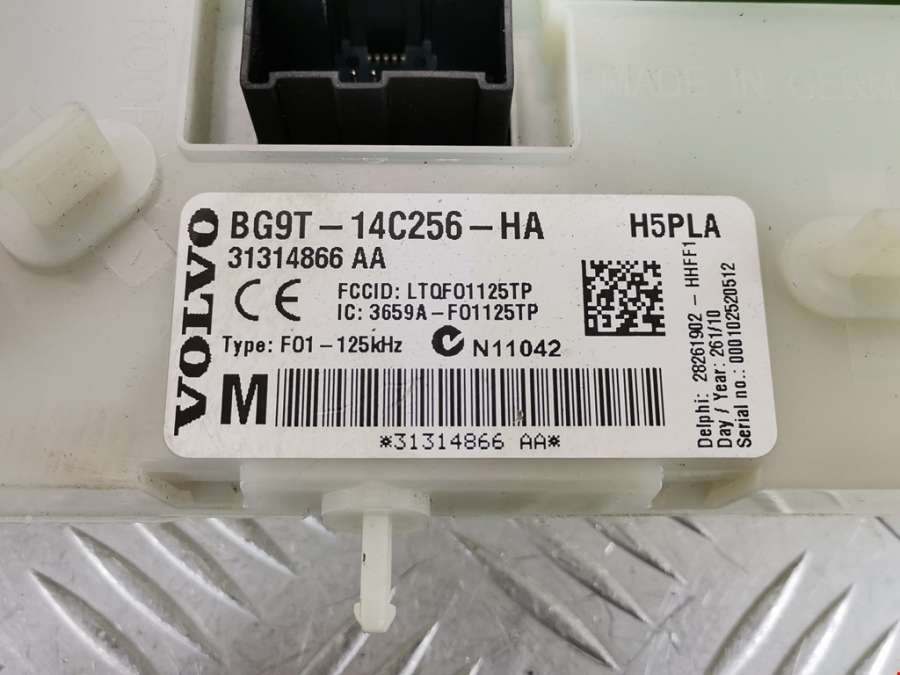 MADE IN GERM
VOLVO
BG9T-14C256-HA
H5PLA
31314866 AA
CE
FCCID: LTQF01125TP
IC: 3659A-F01125TP
Type: F01-125kHz
N11042
M
*31314866 AA*
Delphi: 28261902 - HHFF1
Day / Year: 261/10
Serial no.: 000102520512